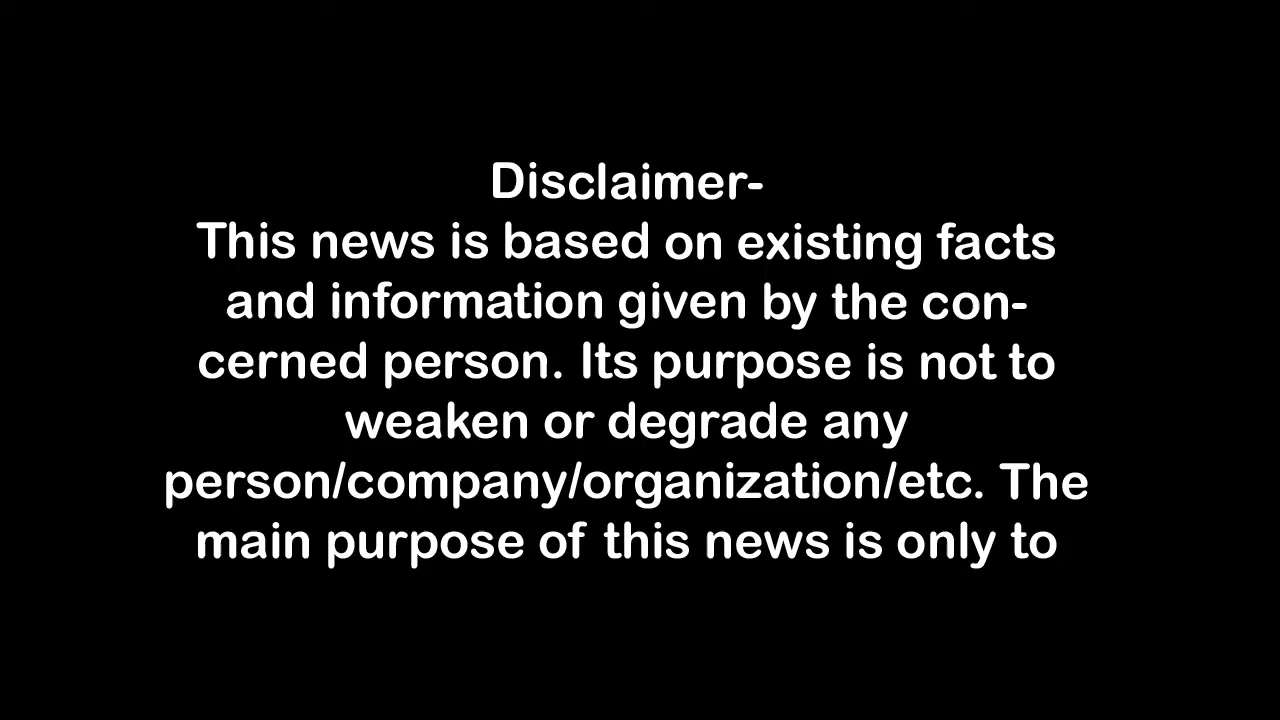 Disclaimer-
This news is based on existing facts
and information given by the con-
cerned person. Its purpose is not to
weaken or degrade any
person/company/organization/etc. The
main purpose of this news is only to